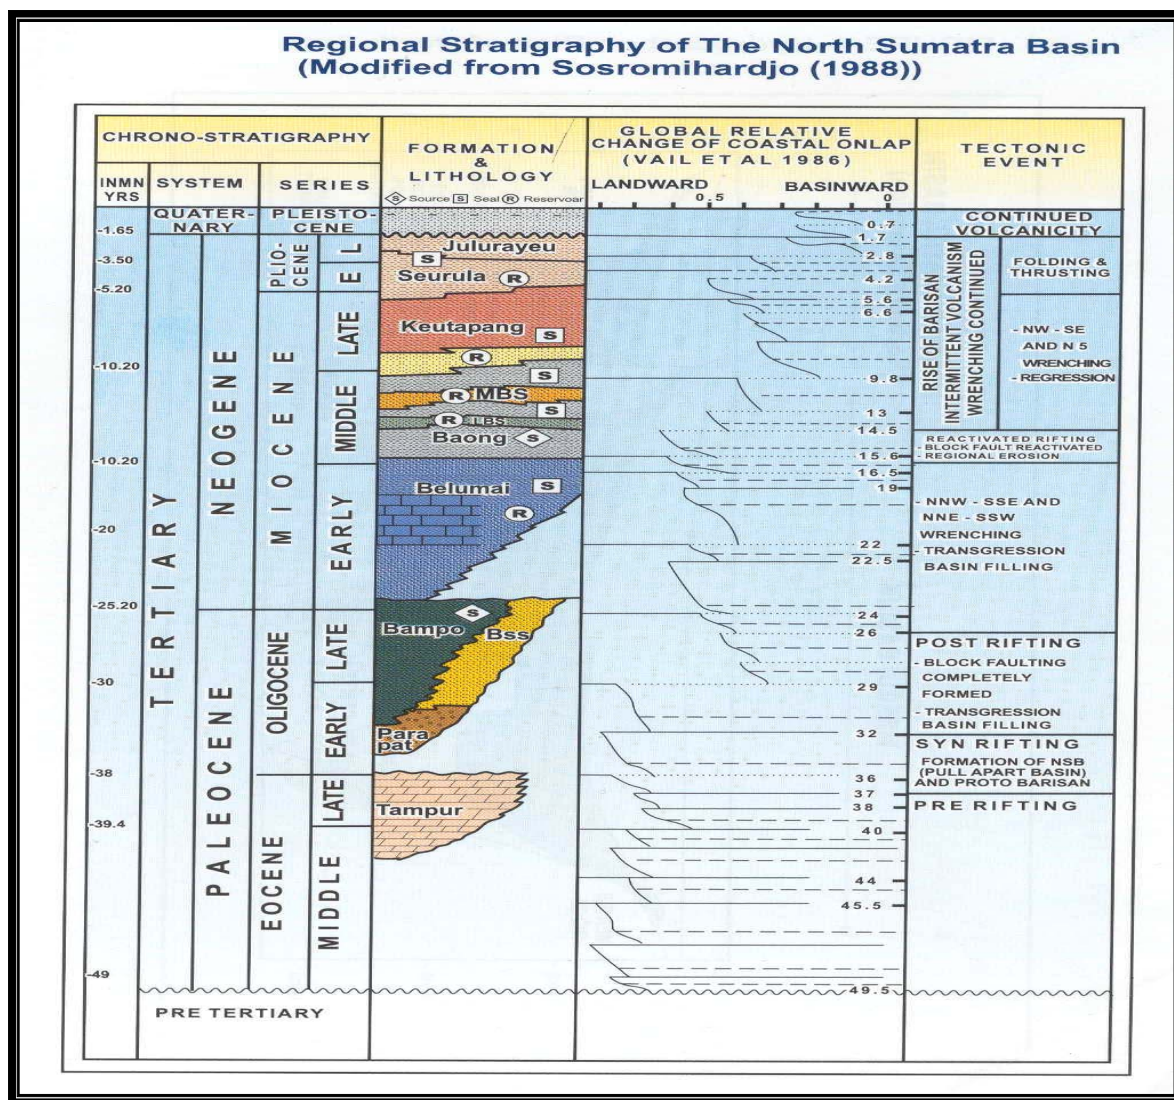 Regional Stratigraphy of The North Sumatra Basin
(Modified from Sosromihardjo (1988))
CHRONO-STRATIGRAPHY
INMN
YRS
SYSTEM
SERIES
FORMATION
&
LITHOLOGY
S Source S Seal R Reservoar
GLOBAL RELATIVE
CHANGE OF COASTAL ONLAP
(VAIL ET AL 1986)
LANDWARD
BASINWARD
0.5
0
TECTONIC
EVENT
-1.65
-3.50
-5.20
-10.20
-10.20
-20
-25.20
-30
-38
-39.4
-49
QUATER-
NARY
TERTIARY
NEOGENE
PALEOCENE
PRE TERTIARY
PLEISTO-
CENE
PLIO-
CENE
L
E
MIOCENE
LATE
MIDDLE
EARLY
OLIGOCENE
LATE
EARLY
EOCENE
LATE
MIDDLE
Julurayeu
S
Seurula
R
Keutapang
S
R
S
R
MBS
S
R
LBS
Baong
S
Belumai
S
R
S
Bampo
Bss
Para
pat
Tampur
0.7
1.7
2.8
4.2
5.6
6.6
9.8
13
14.5
15.6
16.5
19
22
22.5
24
26
29
32
36
37
38
40
44
45.5
49.5
CONTINUED
VOLCANICITY
RISE OF BARISAN
INTERMITTENT VOLCANISM
WRENCHING CONTINUED
FOLDING &
THRUSTING
- NW - SE
AND N 5
WRENCHING
- REGRESSION
REACTIVATED RIFTING
- BLOCK FAULT REACTIVATED
- REGIONAL EROSION
- NNW - SSE AND
NNE - SSW
WRENCHING
- TRANSGRESSION
BASIN FILLING
POST RIFTING
- BLOCK FAULTING
COMPLETELY
FORMED
- TRANSGRESSION
BASIN FILLING
SYN RIFTING
FORMATION OF NSB
(PULL APART BASIN)
AND PROTO BARISAN
PRE RIFTING